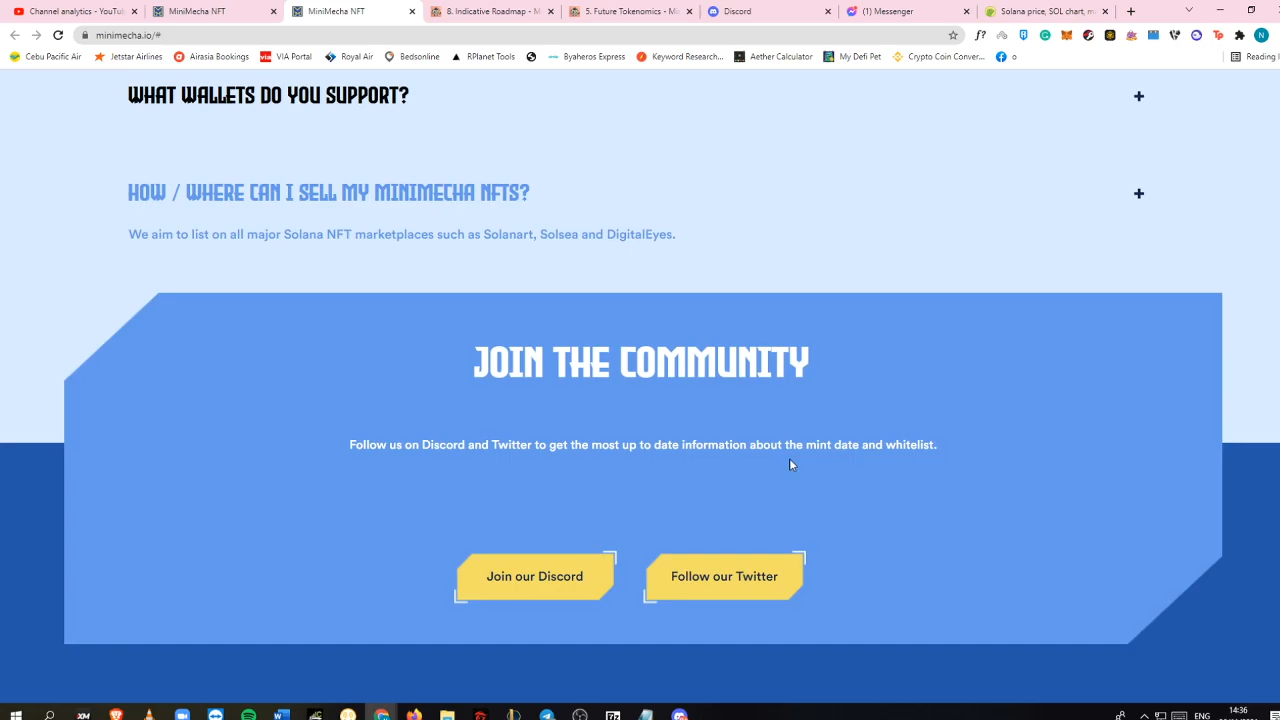 Channel analytics - YouTub
MiniMecha NFT
MiniMecha NFT
8. Indicative Roadmap - M
5. Future Tokenomics - Mi
Discord
(1) Messenger
Solana price, SOL chart, m
minimecha.io/#
Cebu Pacific Air
Jetstar Airlines
Airasia Bookings
VIA Portal
Royal Air
Bedsonline
RPlanet Tools
Byaheros Express
Keyword Research...
Aether Calculator
My Defi Pet
Crypto Coin Conver...
o
Reading l
WHAT WALLETS DO YOU SUPPORT?
+
HOW / WHERE CAN I SELL MY MINIMECHA NFTS?
+
We aim to list on all major Solana NFT marketplaces such as Solanart, Solsea and DigitalEyes.
JOIN THE COMMUNITY
Follow us on Discord and Twitter to get the most up to date information about the mint date and whitelist.
Join our Discord
Follow our Twitter
ENG
14:36